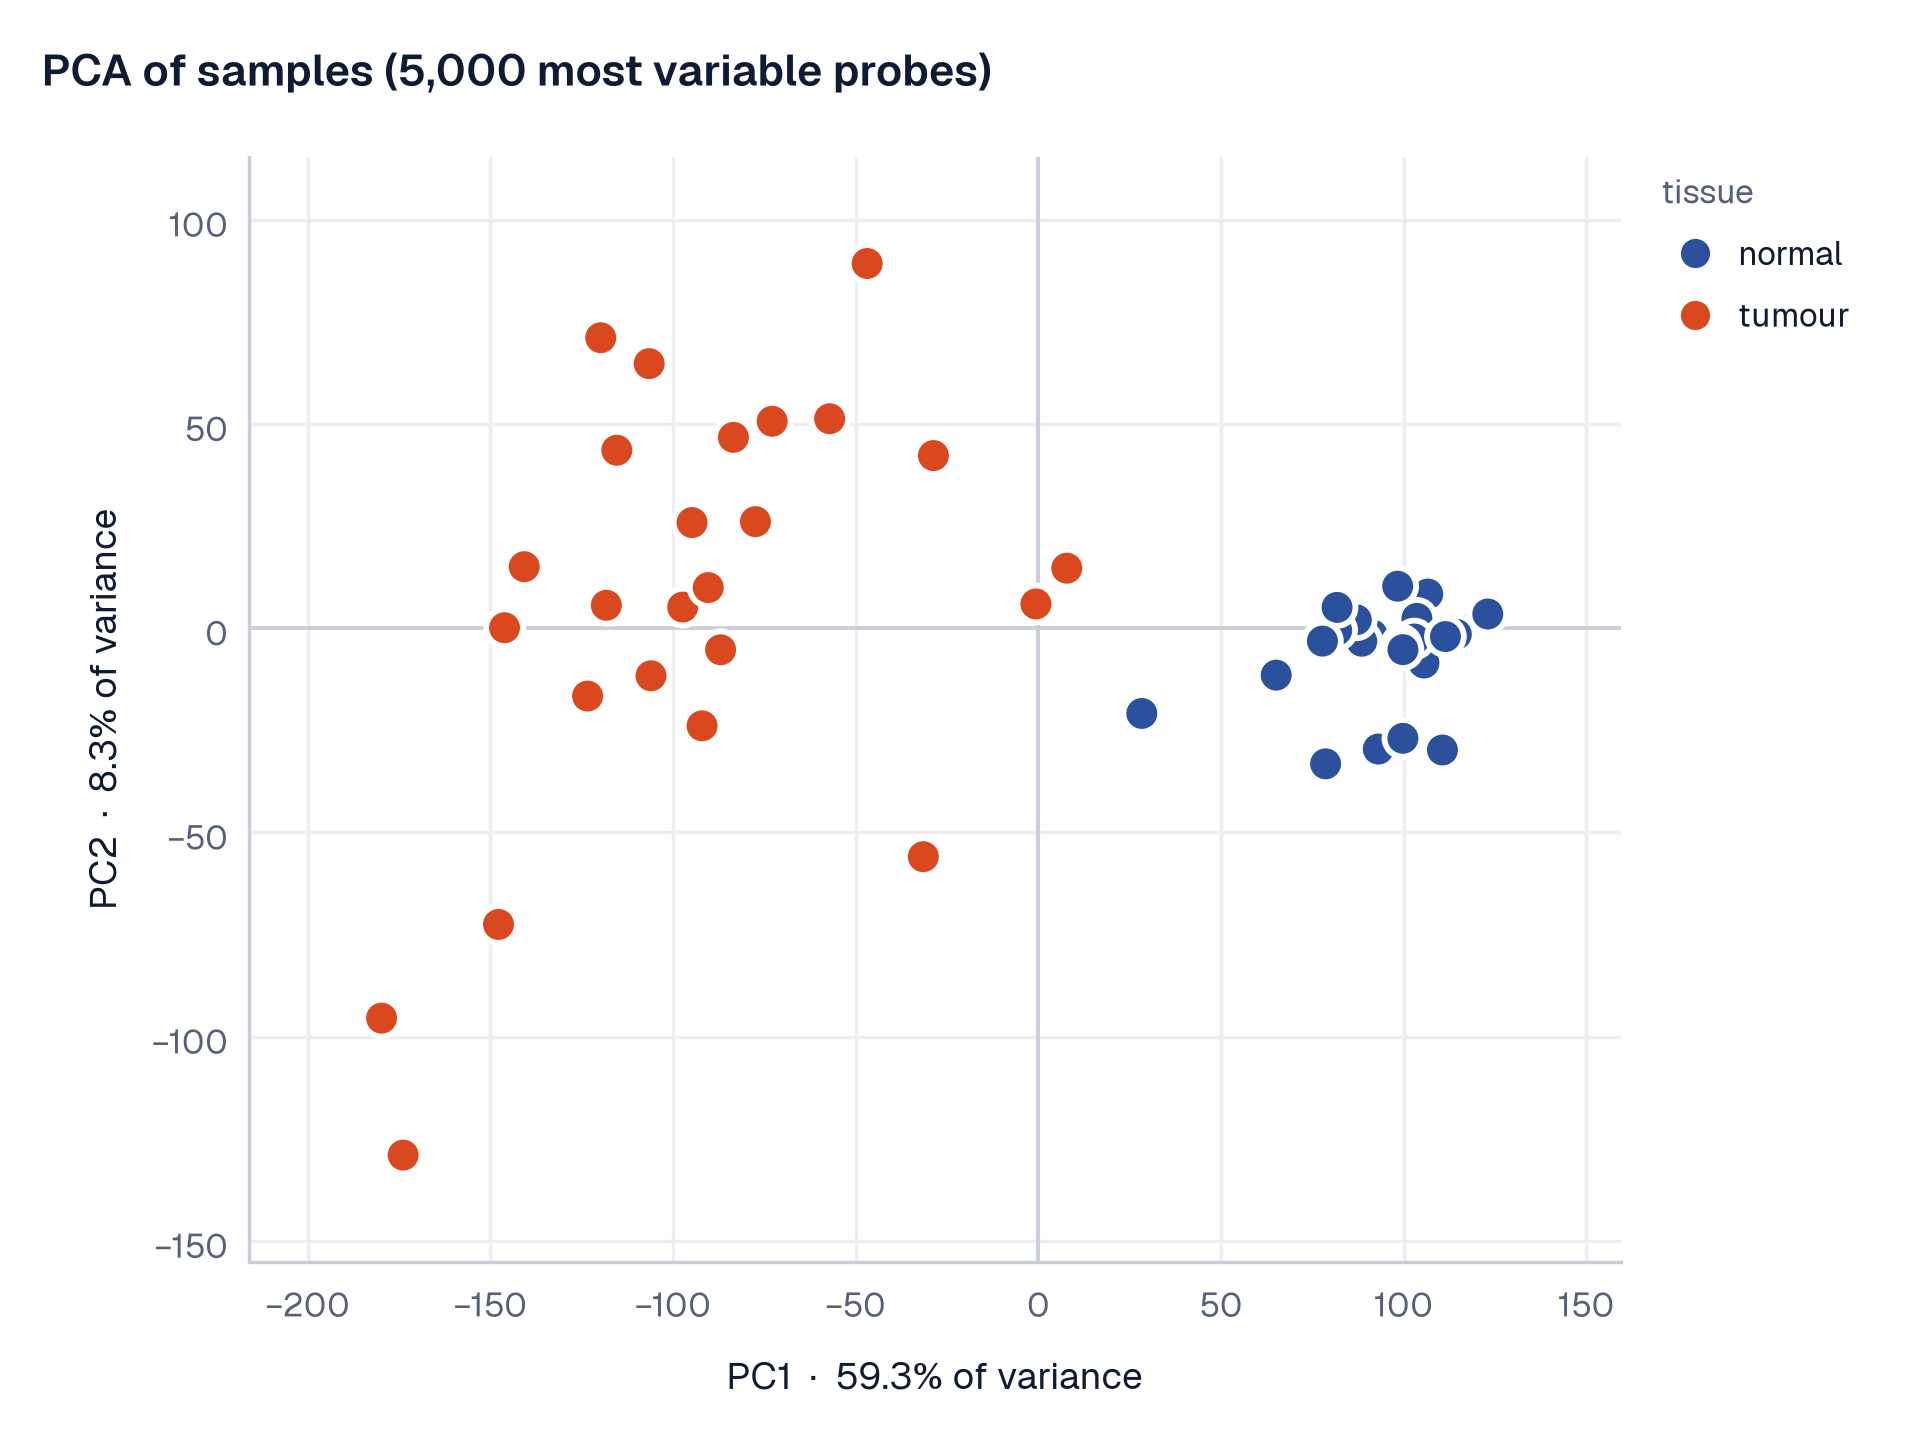 PCA of samples (5,000 most variable probes)
tissue
normal
tumour
PC2 · 8.3% of variance
100
50
0
−50
−100
−150
−200
−150
−100
−50
0
50
100
150
PC1 · 59.3% of variance